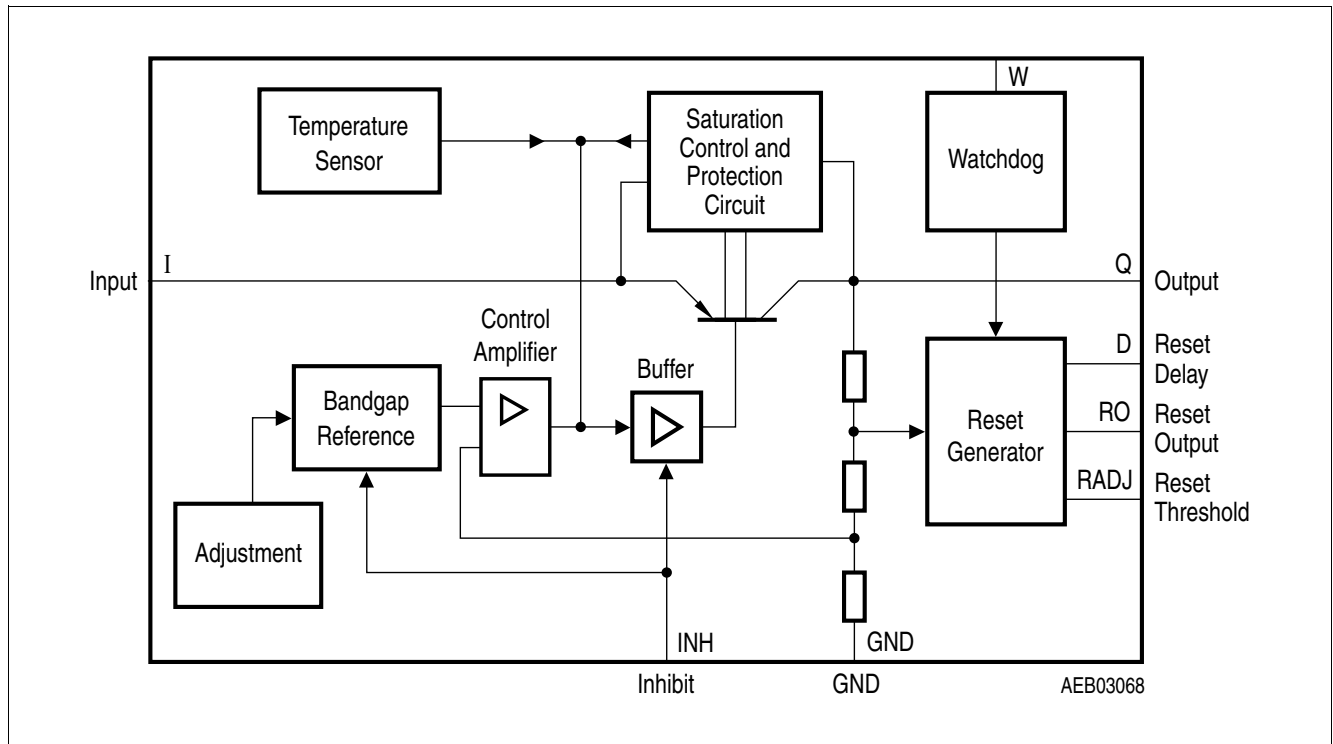 W
Temperature
Sensor
Saturation
Control and
Protection
Circuit
Watchdog
Input
I
Q
Output
Control
Amplifier
Buffer
Bandgap
Reference
Reset
Generator
D
Reset
Delay
RO
Reset
Output
RADJ
Reset
Threshold
Adjustment
INH
GND
Inhibit
GND
AEB03068